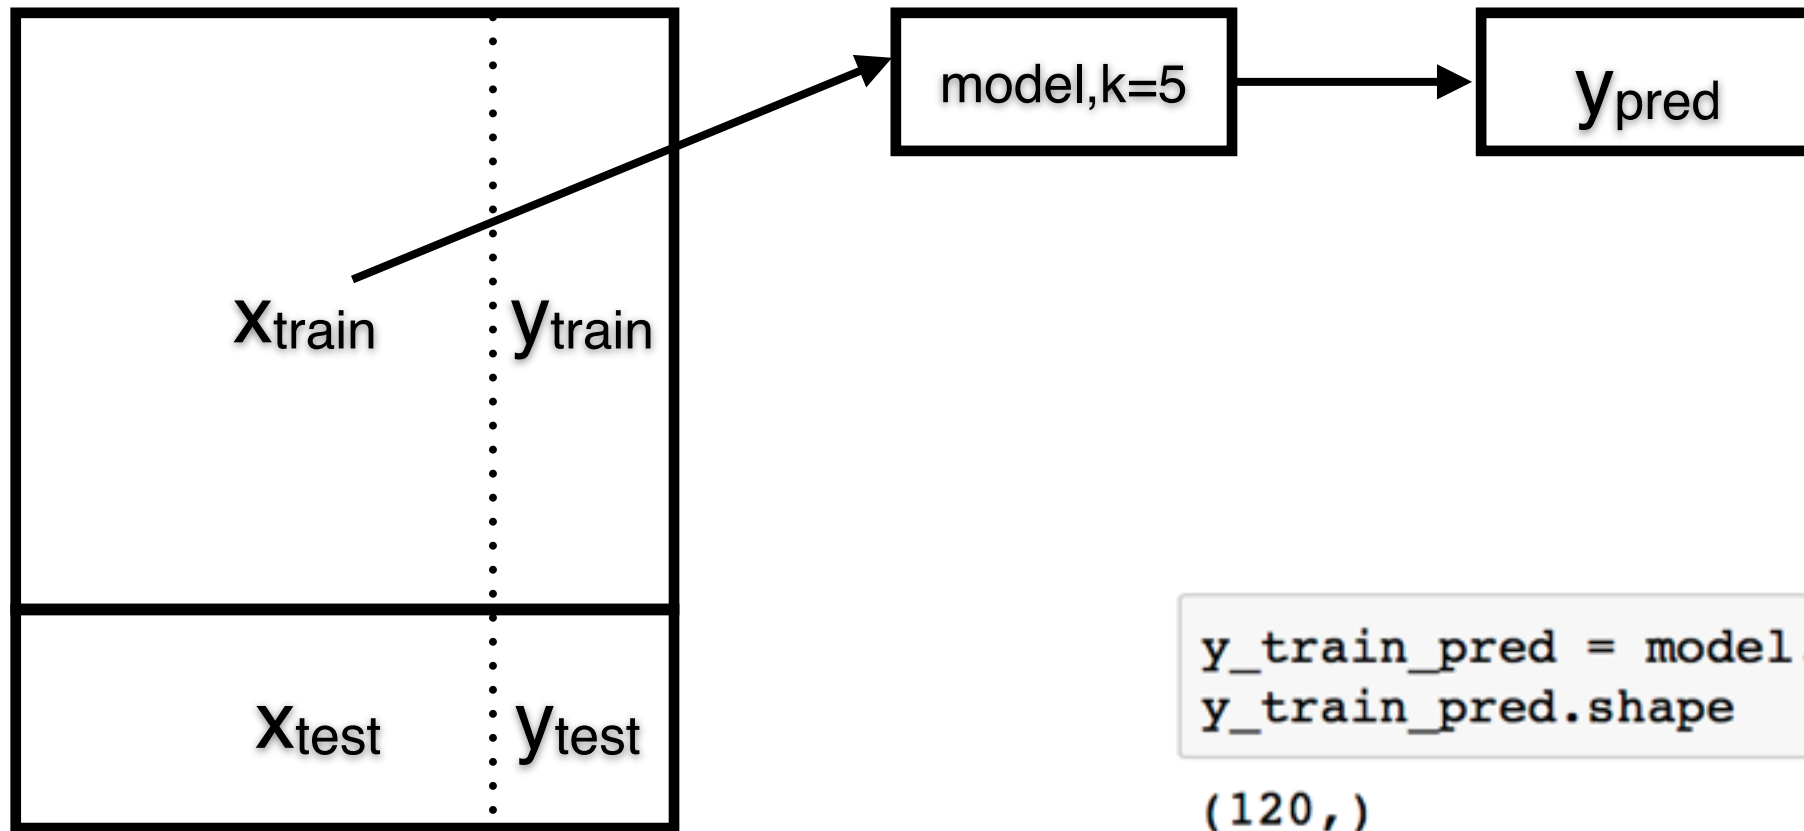 model,k=5
ypred
xtrain
ytrain
xtest
ytest
y_train_pred = model.
y_train_pred.shape
(120,)